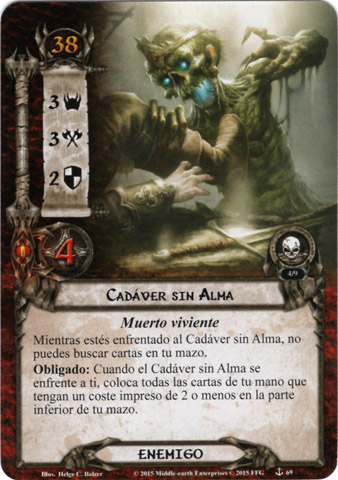 38
3
3
2
4
4/9
Cadáver sin Alma
Muerto viviente
Mientras estés enfrentado al Cadáver sin Alma, no
puedes buscar cartas en tu mazo.
Obligado: Cuando el Cadáver sin Alma se
enfrente a ti, coloca todas las cartas de tu mano que
tengan un coste impreso de 2 o menos en la parte
inferior de tu mazo.
ENEMIGO
Illus. Helge C. Balzer © 2015 Middle-earth Enterprises © 2015 FFG 69